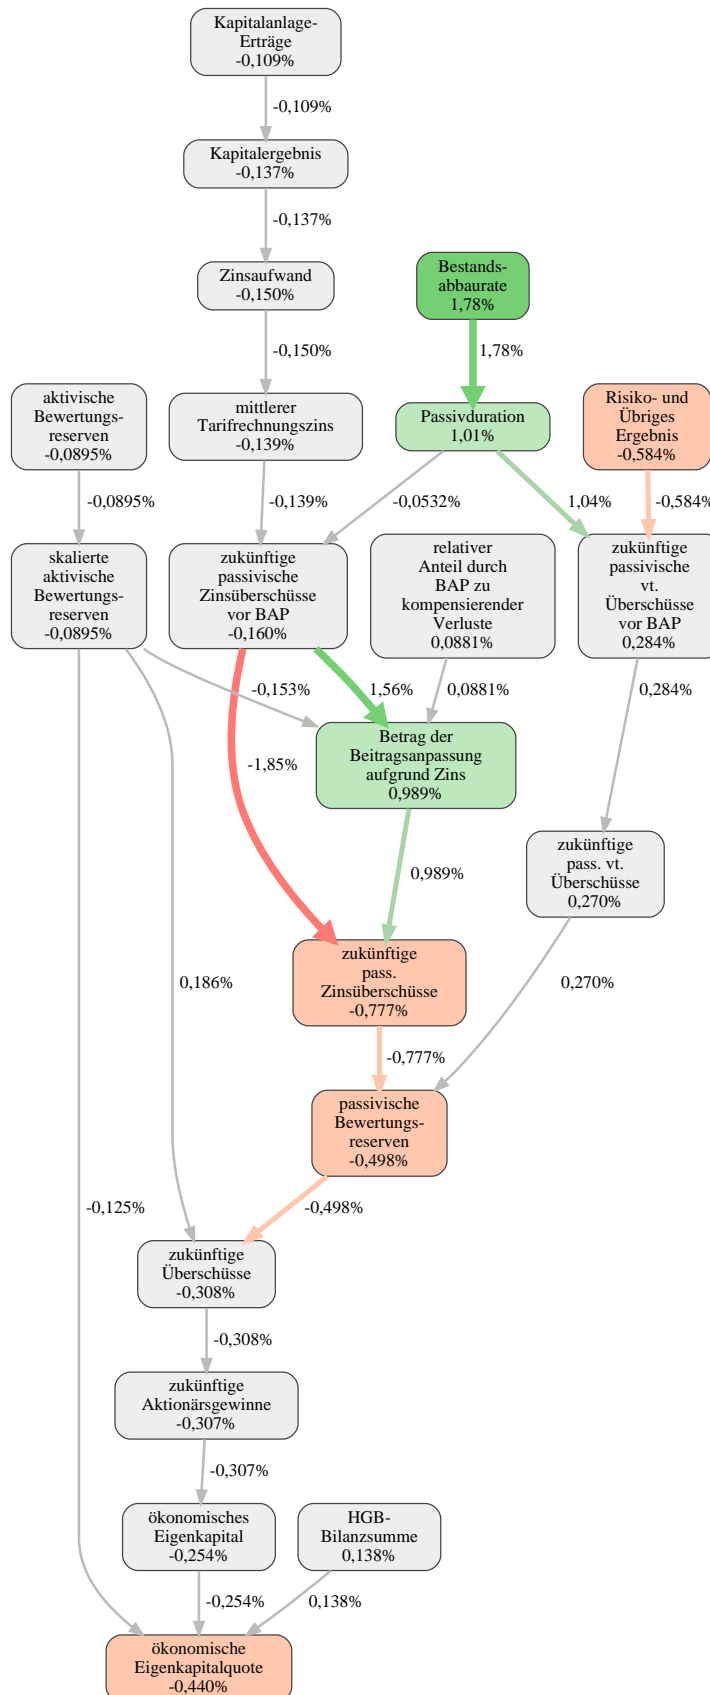 Kapitalanlage-
Erträge
-0,109%
-0,109%
Kapitalergebnis
-0,137%
-0,137%
Zinsaufwand
-0,150%
Bestands-
abbaurate
1,78%
-0,150%
1,78%
aktivische
Bewertungs-
reserven
-0,0895%
mittlerer
Tarifrechnungszins
-0,139%
Passivduration
1,01%
Risiko- und
Übriges
Ergebnis
-0,584%
-0,0895%
-0,139%
-0,0532%
1,04%
-0,584%
skalierte
aktivische
Bewertungs-
reserven
-0,0895%
zukünftige
passivische
Zinsüberschüsse
vor BAP
-0,160%
relativer
Anteil durch
BAP zu
kompensierender
Verluste
0,0881%
zukünftige
passivische
vt.
Überschüsse
vor BAP
0,284%
-0,153%
1,56%
0,0881%
0,284%
-1,85%
Betrag der
Beitragsanpassung
aufgrund Zins
0,989%
0,989%
zukünftige
pass. vt.
Überschüsse
0,270%
0,186%
zukünftige
pass.
Zinsüberschüsse
-0,777%
0,270%
-0,777%
passivische
Bewertungs-
reserven
-0,498%
-0,125%
-0,498%
zukünftige
Überschüsse
-0,308%
-0,308%
zukünftige
Aktionärsgewinne
-0,307%
-0,307%
ökonomisches
Eigenkapital
-0,254%
HGB-
Bilanzsumme
0,138%
-0,254%
0,138%
ökonomische
Eigenkapitalquote
-0,440%